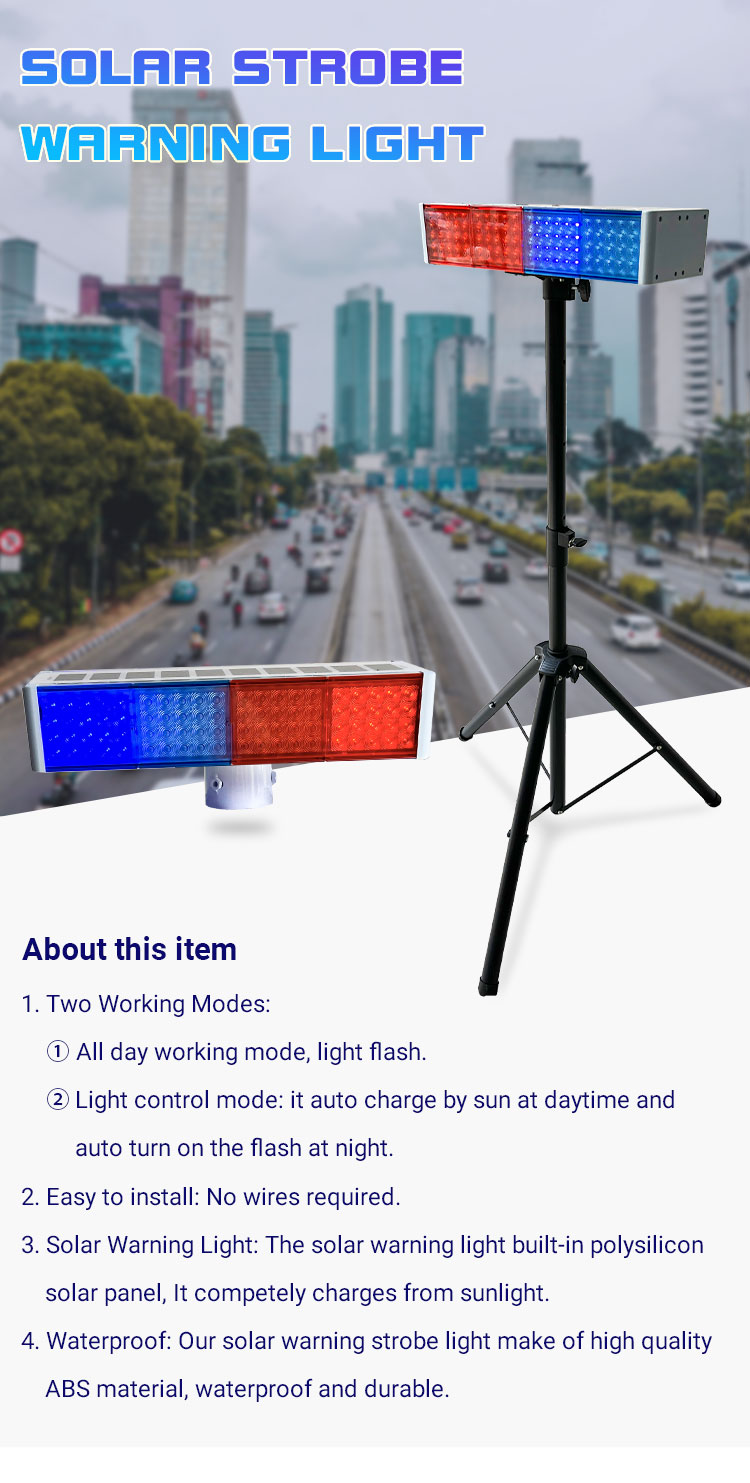 SOLAR STROBE
WARNING LIGHT
About this item
1. Two Working Modes:
① All day working mode, light flash.
② Light control mode: it auto charge by sun at daytime and
auto turn on the flash at night.
2. Easy to install: No wires required.
3. Solar Warning Light: The solar warning light built-in polysilicon
solar panel, It competely charges from sunlight.
4. Waterproof: Our solar warning strobe light make of high quality
ABS material, waterproof and durable.